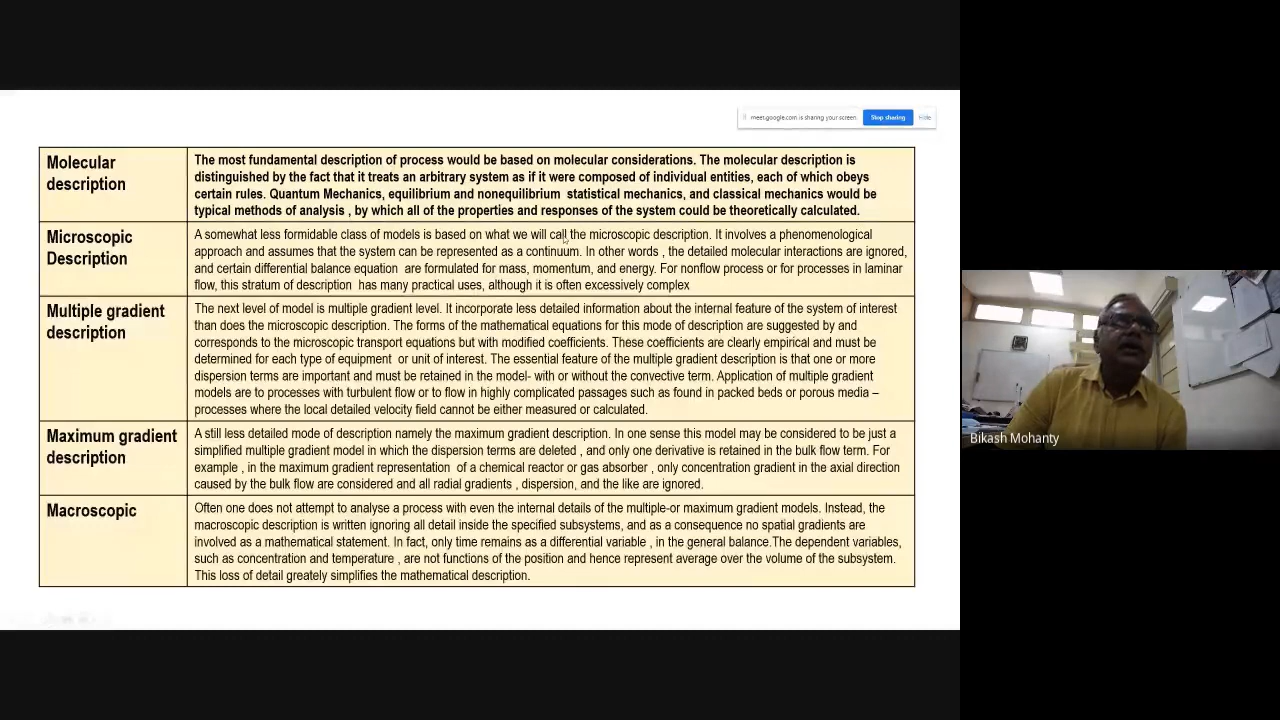 meet.google.com is sharing your screen.
Stop sharing
Hide
Molecular
description
The most fundamental description of process would be based on molecular considerations. The molecular description is
distinguished by the fact that it treats an arbitrary system as if it were composed of individual entities, each of which obeys
certain rules. Quantum Mechanics, equilibrium and nonequilibrium statistical mechanics, and classical mechanics would be
typical methods of analysis , by which all of the properties and responses of the system could be theoretically calculated.
Microscopic
Description
A somewhat less formidable class of models is based on what we will call the microscopic description. It involves a phenomenological
approach and assumes that the system can be represented as a continuum. In other words , the detailed molecular interactions are ignored,
and certain differential balance equation are formulated for mass, momentum, and energy. For nonflow process or for processes in laminar
flow, this stratum of description has many practical uses, although it is often excessively complex
Multiple gradient
description
The next level of model is multiple gradient level. It incorporate less detailed information about the internal feature of the system of interest
than does the microscopic description. The forms of the mathematical equations for this mode of description are suggested by and
corresponds to the microscopic transport equations but with modified coefficients. These coefficients are clearly empirical and must be
determined for each type of equipment or unit of interest. The essential feature of the multiple gradient description is that one or more
dispersion terms are important and must be retained in the model- with or without the convective term. Application of multiple gradient
models are to processes with turbulent flow or to flow in highly complicated passages such as found in packed beds or porous media –
processes where the local detailed velocity field cannot be either measured or calculated.
Maximum gradient
description
A still less detailed mode of description namely the maximum gradient description. In one sense this model may be considered to be just a
simplified multiple gradient model in which the dispersion terms are deleted , and only one derivative is retained in the bulk flow term. For
example , in the maximum gradient representation of a chemical reactor or gas absorber , only concentration gradient in the axial direction
caused by the bulk flow are considered and all radial gradients , dispersion, and the like are ignored.
Macroscopic
Often one does not attempt to analyse a process with even the internal details of the multiple-or maximum gradient models. Instead, the
macroscopic description is written ignoring all detail inside the specified subsystems, and as a consequence no spatial gradients are
involved as a mathematical statement. In fact, only time remains as a differential variable , in the general balance.The dependent variables,
such as concentration and temperature , are not functions of the position and hence represent average over the volume of the subsystem.
This loss of detail greately simplifies the mathematical description.
Bikash Mohanty